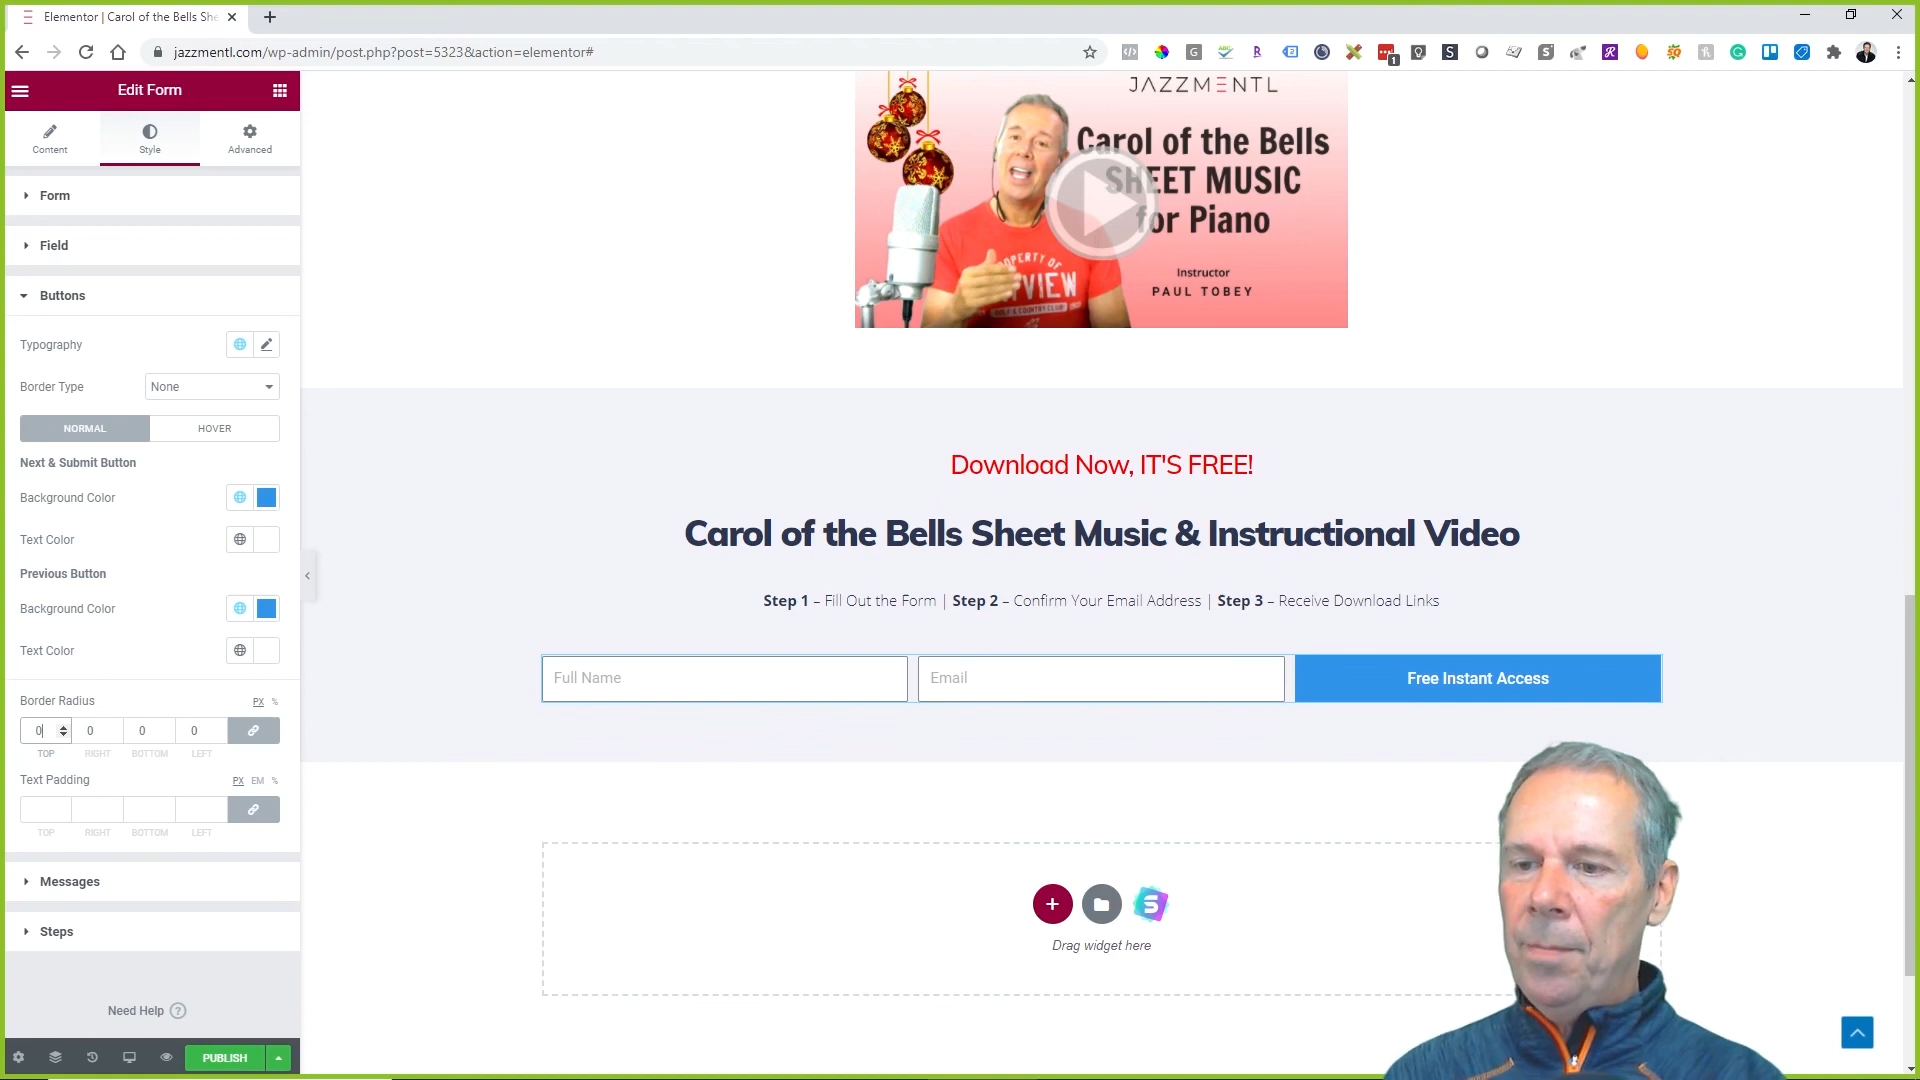 Elementor | Carol of the Bells She
jazzmentl.com/wp-admin/post.php?post=5323&action=elementor#
Edit Form
Content
Style
Advanced
Form
Field
Buttons
Typography
Border Type
None
NORMAL
HOVER
Next & Submit Button
Background Color
Text Color
Previous Button
Background Color
Text Color
Border Radius
PX %
0 0 0 0
TOP RIGHT BOTTOM LEFT
Text Padding
PX EM %
TOP RIGHT BOTTOM LEFT
Messages
Steps
Need Help ?
PUBLISH
JAZZMENTL
Carol of the Bells
SHEET MUSIC
for Piano
Instructor
PAUL TOBEY
PROPERTY OF
GOLF & COUNTRY CLUB
Download Now, IT'S FREE!
Carol of the Bells Sheet Music & Instructional Video
Step 1 – Fill Out the Form | Step 2 – Confirm Your Email Address | Step 3 – Receive Download Links
Full Name
Email
Free Instant Access
Drag widget here